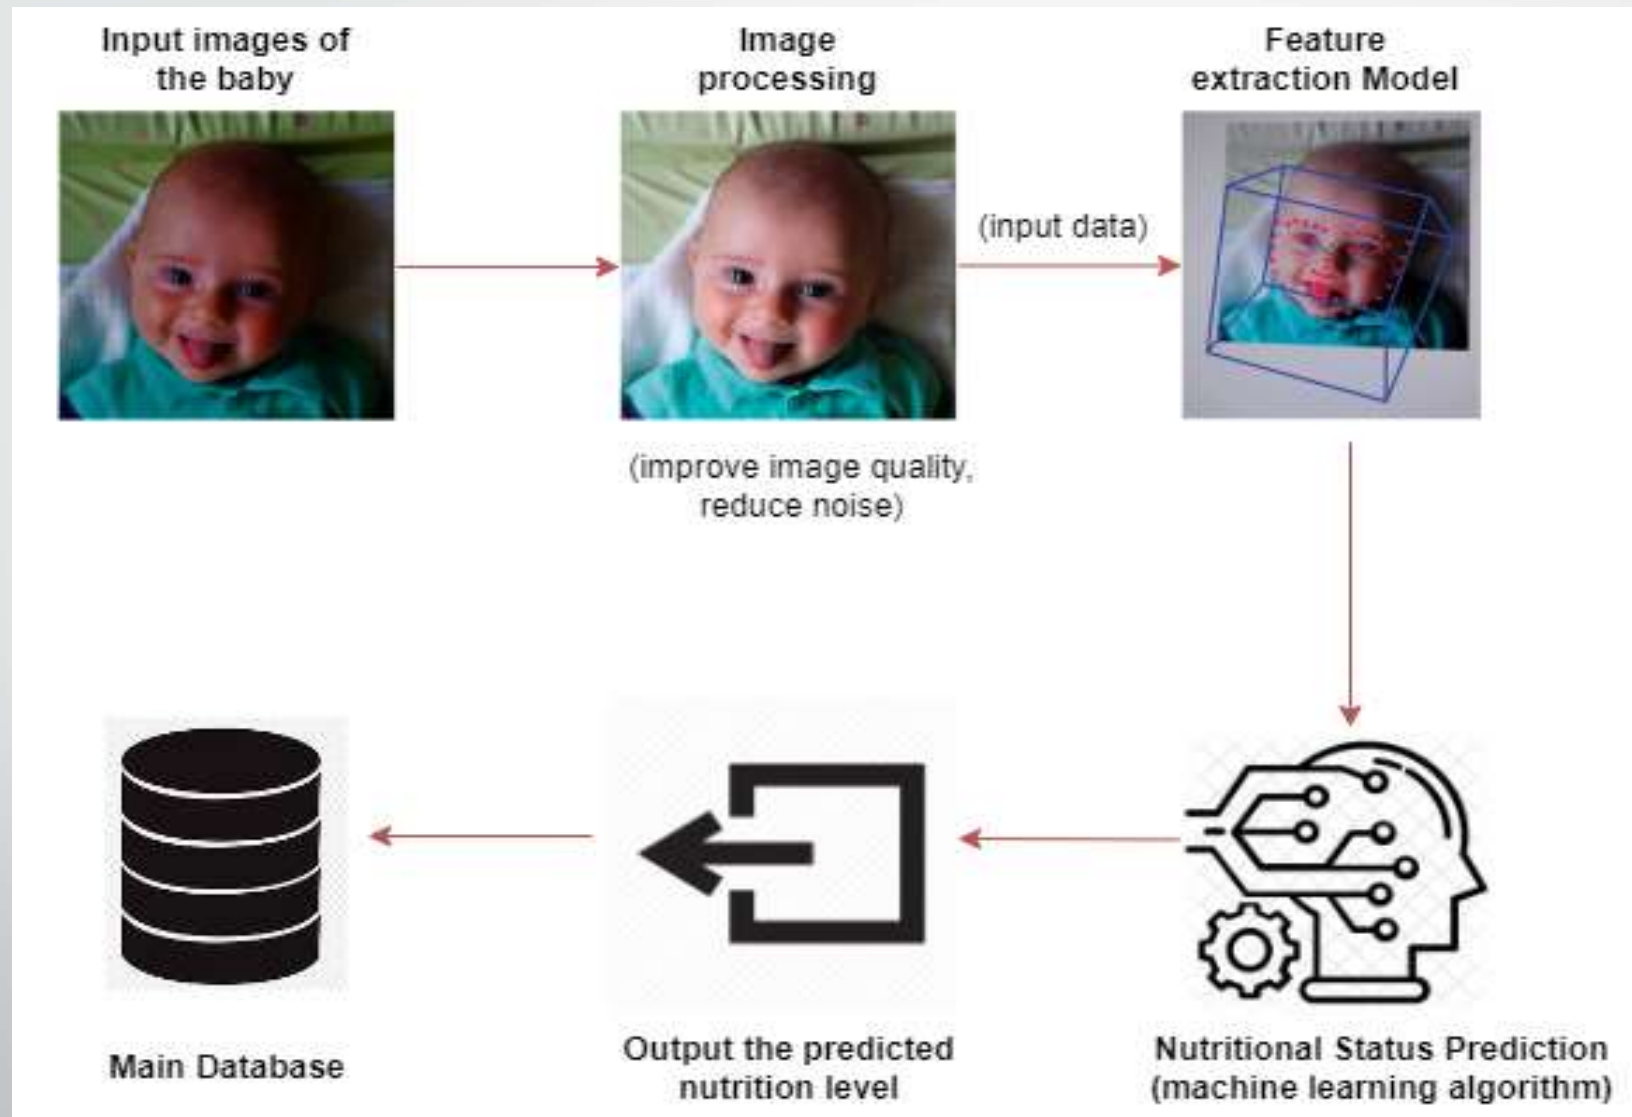 Input images of
the baby
Image
processing
Feature
extraction Model
(input data)
(improve image quality,
reduce noise)
Main Database
Output the predicted
nutrition level
Nutritional Status Prediction
(machine learning algorithm)